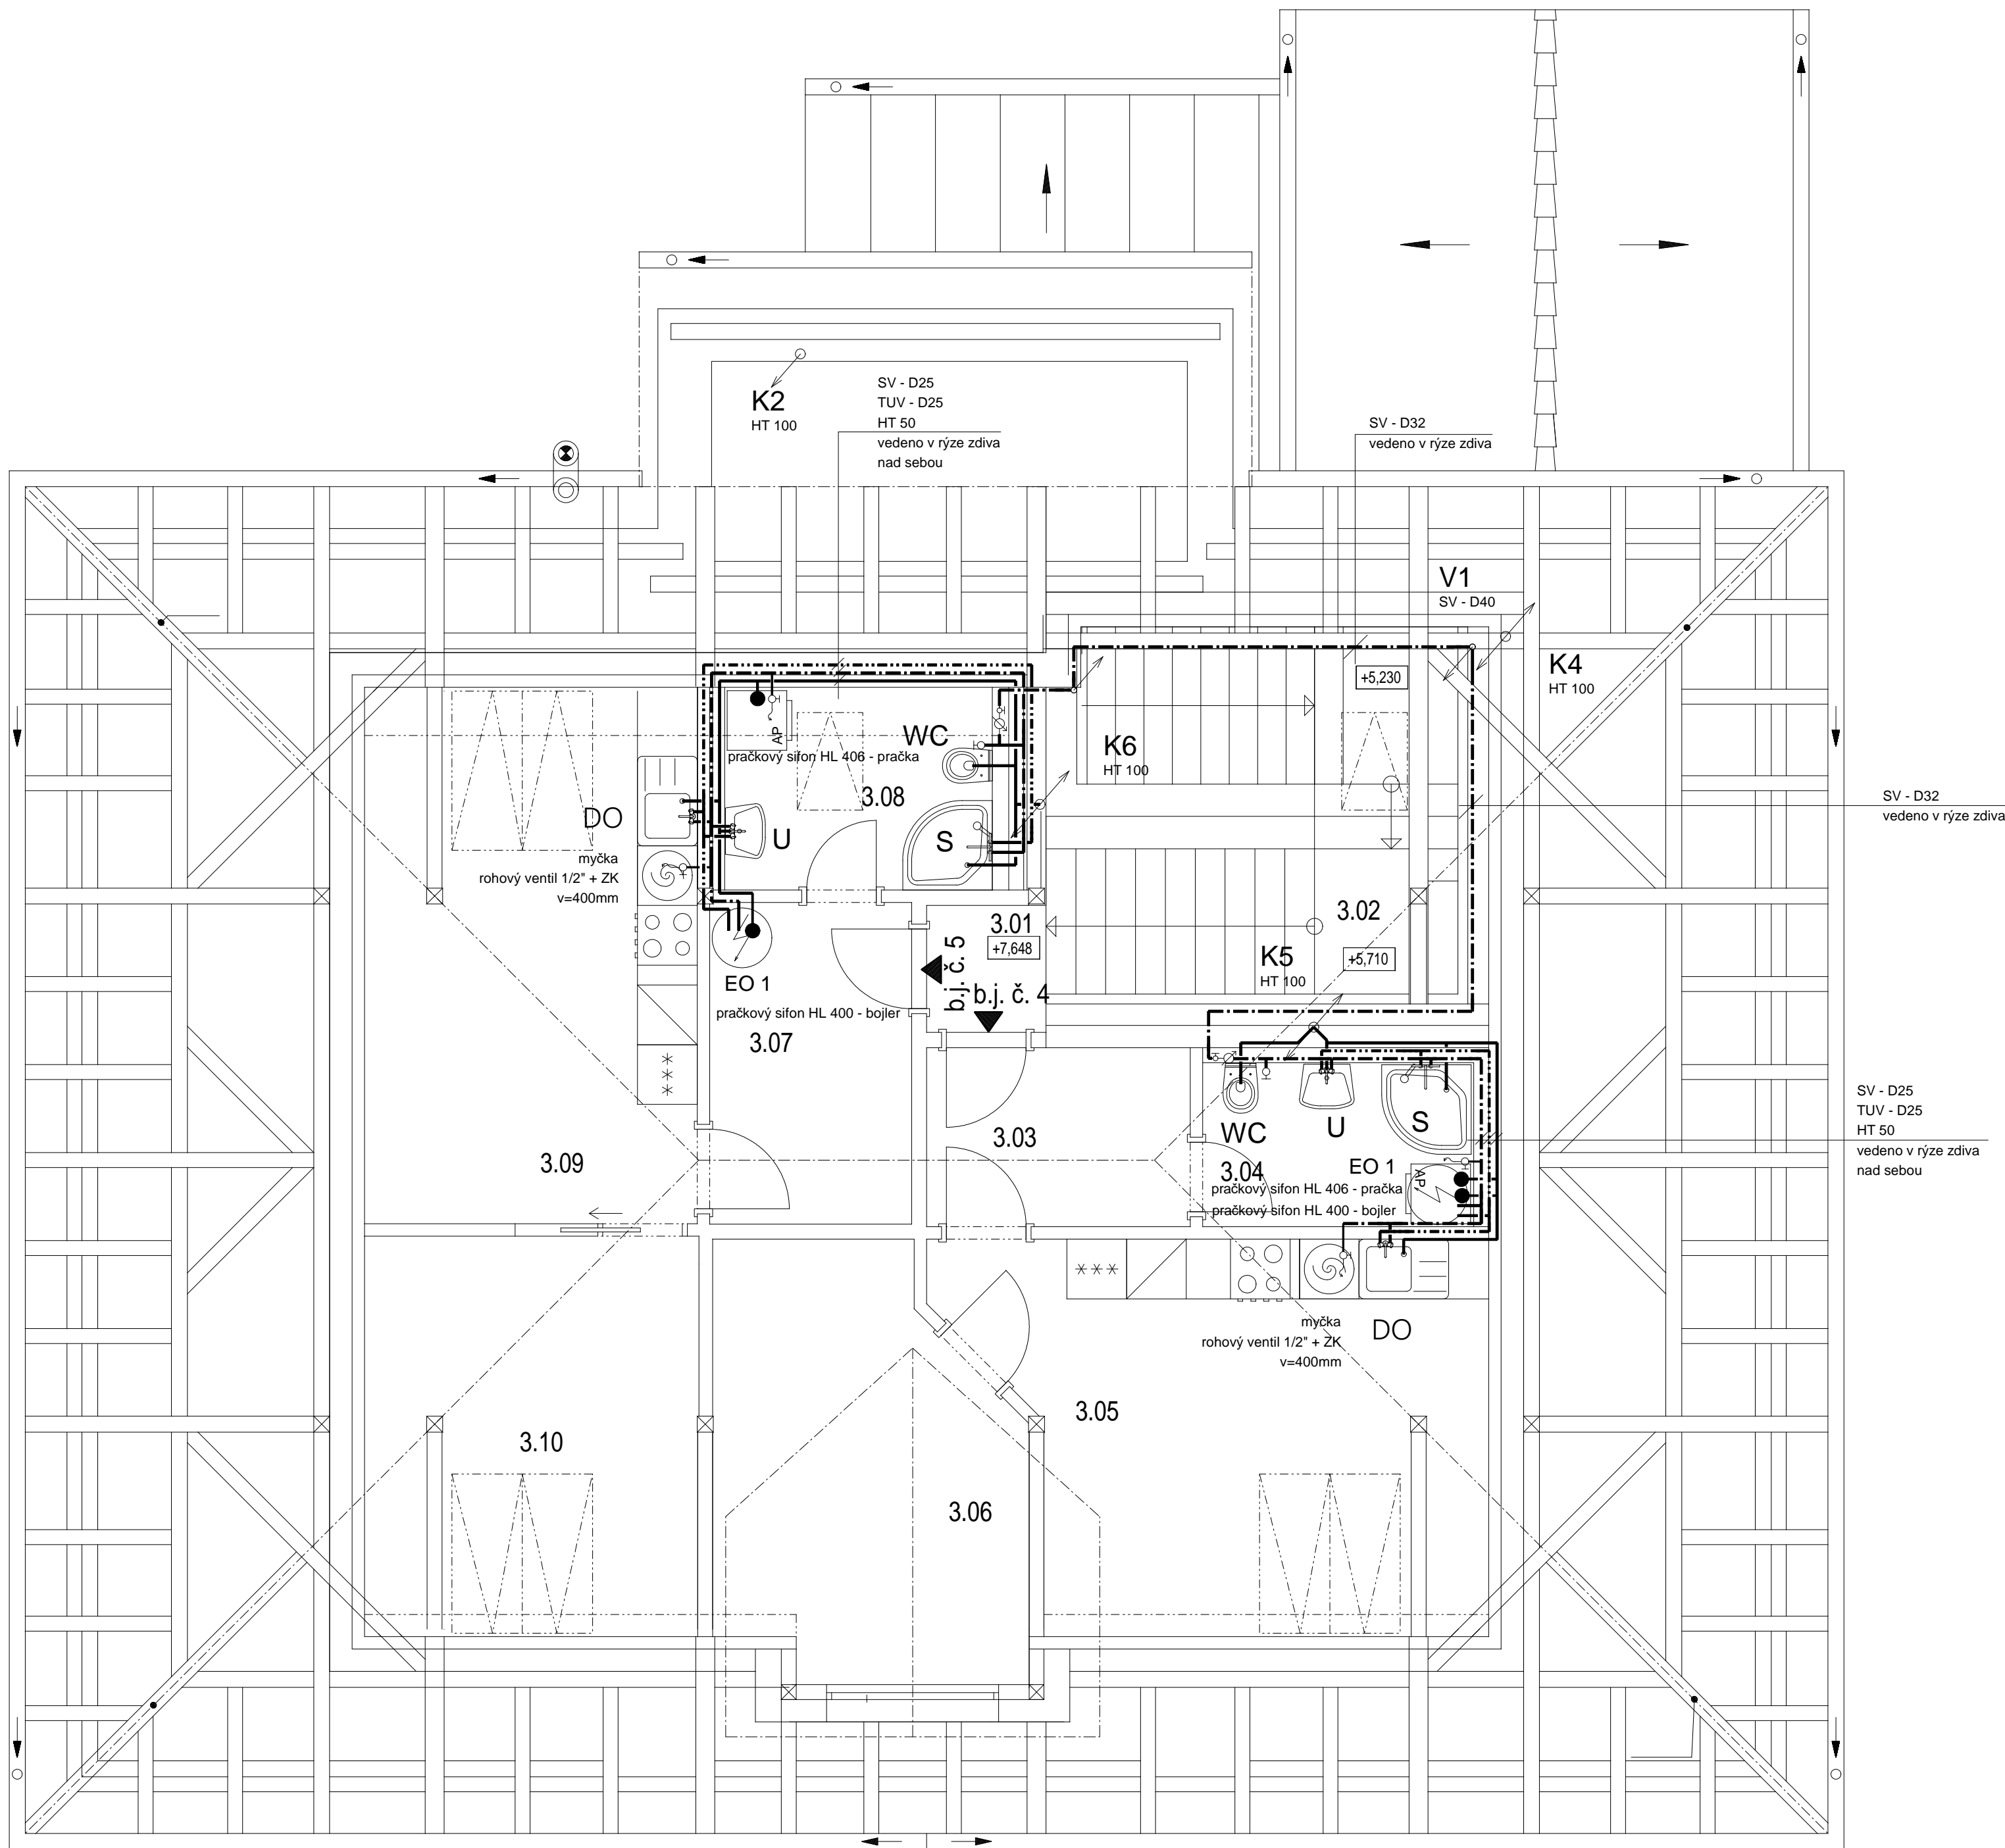 K2
HT 100
SV - D25
TUV - D25
HT 50
vedeno v rýze zdiva
nad sebou
SV - D32
vedeno v rýze zdiva
V1
SV - D40
K4
HT 100
+5,230
K6
HT 100
WC
AP
pračkový sifon HL 406 - pračka
3.08
DO
U
S
myčka
rohový ventil 1/2" + ZK
v=400mm
SV - D32
vedeno v rýze zdiva
3.01
+7,648
3.02
K5
HT 100
+5,710
b.j. č. 5
b.j. č. 4
EO 1
pračkový sifon HL 400 - bojler
3.07
SV - D25
TUV - D25
HT 50
vedeno v rýze zdiva
nad sebou
3.03
WC
U
S
3.09
3.04
EO 1
AP
pračkový sifon HL 406 - pračka
pračkový sifon HL 400 - bojler
myčka
rohový ventil 1/2" + ZK
v=400mm
DO
3.05
3.10
3.06